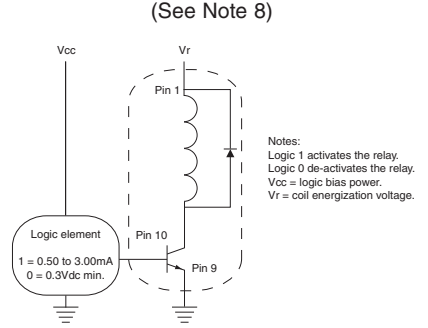 (See Note 8)
Vcc
Vr
Pin 1
Notes:
Logic 1 activates the relay.
Logic 0 de-activates the relay.
Vcc = logic bias power.
Vr = coil energization voltage.
Logic element
1 = 0.50 to 3.00mA
0 = 0.3Vdc min.
Pin 10
Pin 9